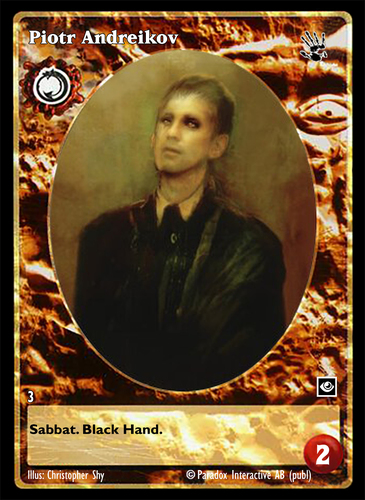 Piotr Andreikov
3
Sabbat. Black Hand.
2
Illus: Christopher Shy
© Paradox Interactive AB (publ)